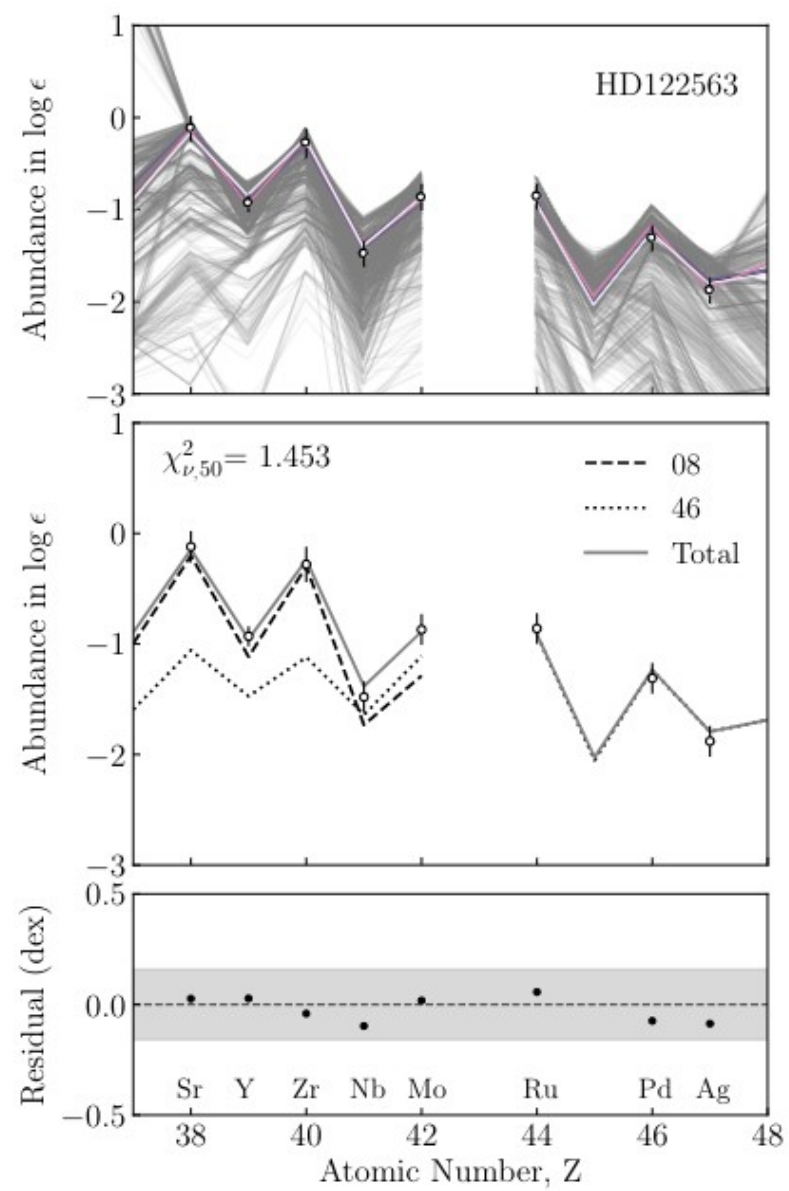 1
0
−1
−2
−3
Abundance in log ϵ
HD122563
1
0
−1
−2
−3
Abundance in log ϵ
χ²ν,50= 1.453
08
46
Total
0.5
0.0
−0.5
Residual (dex)
Sr Y Zr Nb Mo Ru Pd Ag
38 40 42 44 46 48
Atomic Number, Z